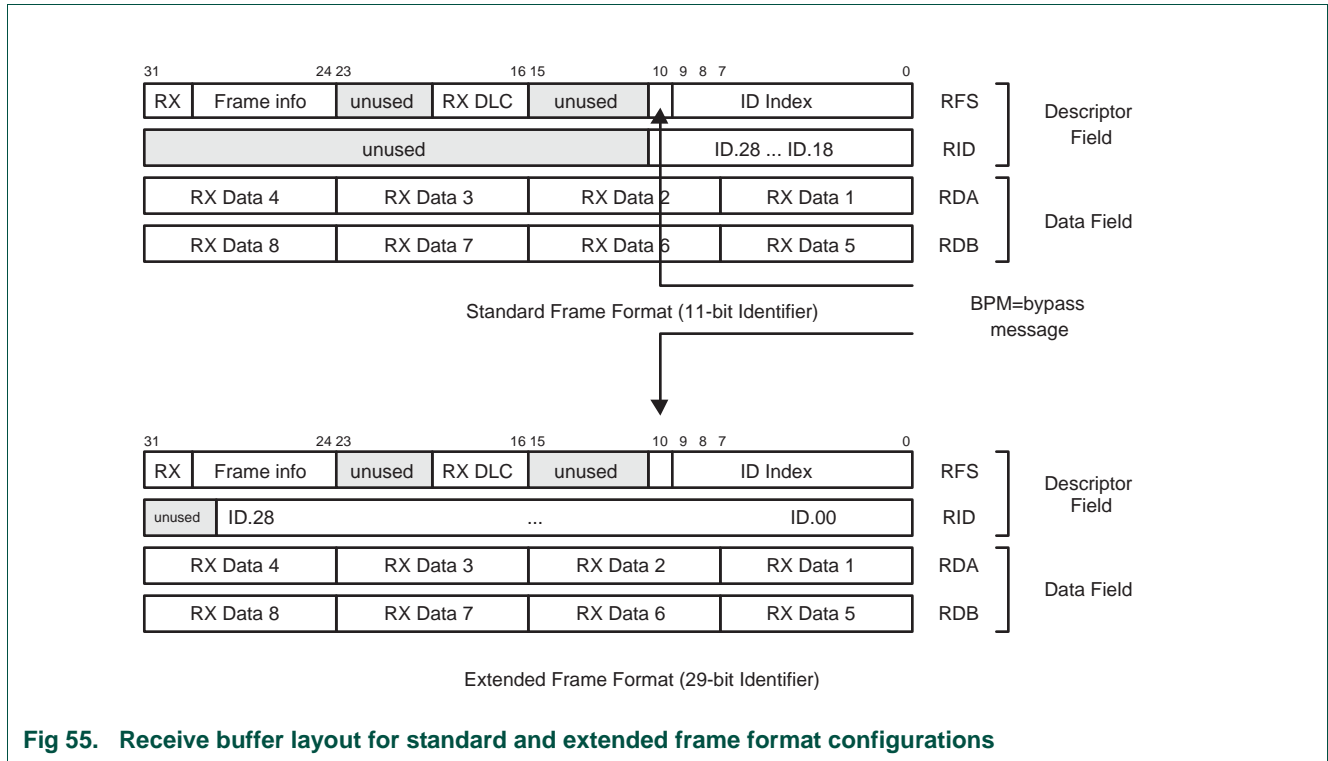 31 24 23 16 15 10 9 8 7 0
RX Frame info unused RX DLC unused ID Index RFS
Descriptor
Field
unused ID.28 ... ID.18 RID
RX Data 4 RX Data 3 RX Data 2 RX Data 1 RDA
Data Field
RX Data 8 RX Data 7 RX Data 6 RX Data 5 RDB
Standard Frame Format (11-bit Identifier)
BPM=bypass
message
31 24 23 16 15 10 9 8 7 0
RX Frame info unused RX DLC unused ID Index RFS
Descriptor
Field
unused ID.28 ... ID.00 RID
RX Data 4 RX Data 3 RX Data 2 RX Data 1 RDA
Data Field
RX Data 8 RX Data 7 RX Data 6 RX Data 5 RDB
Extended Frame Format (29-bit Identifier)
Fig 55. Receive buffer layout for standard and extended frame format configurations